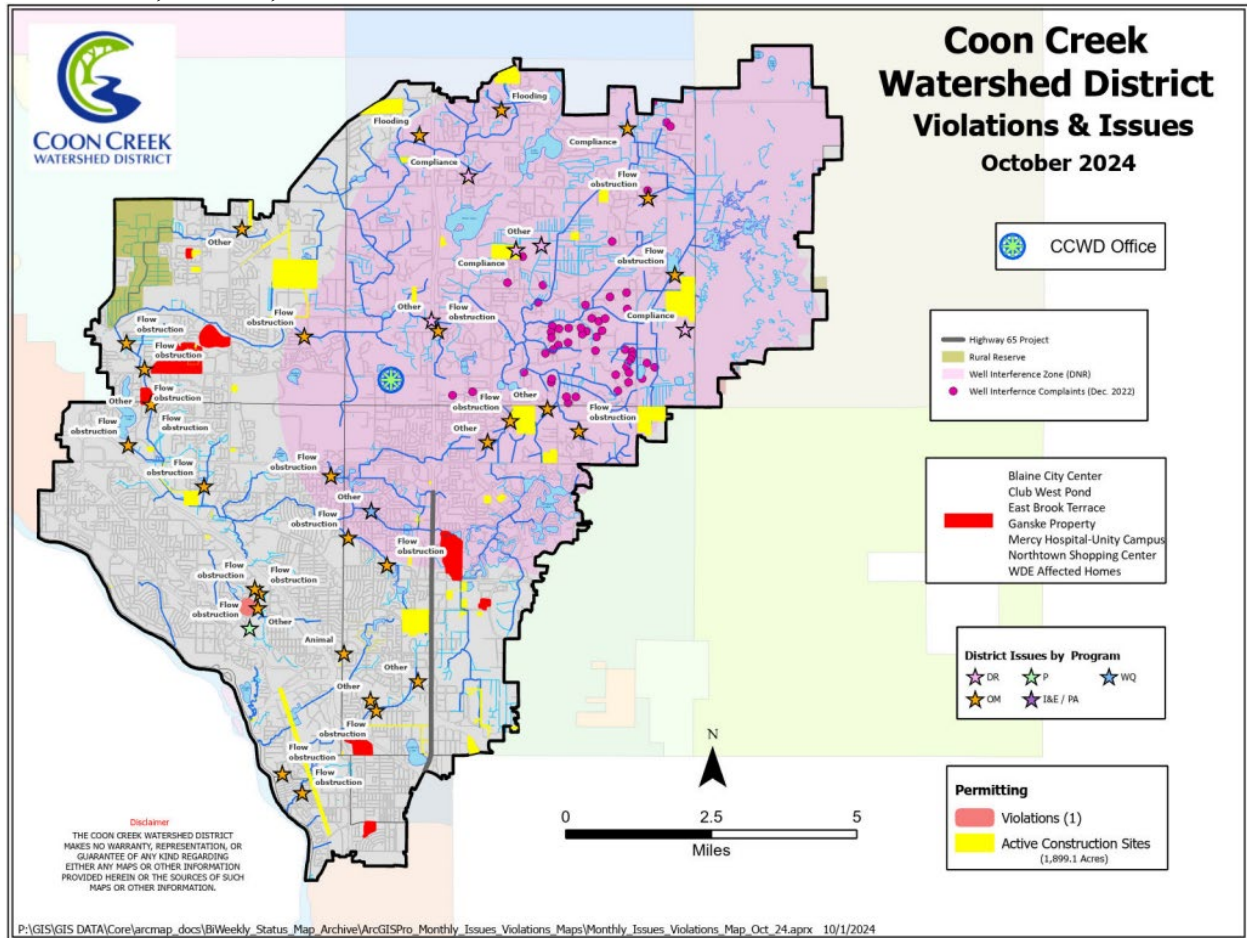 Coon Creek
Watershed District
Violations & Issues
October 2024
COON CREEK
WATERSHED DISTRICT
CCWD Office
Highway 65 Project
Rural Reserve
Well Interference Zone (DNR)
Well Interfernce Complaints (Dec. 2022)
Blaine City Center
Club West Pond
East Brook Terrace
Ganske Property
Mercy Hospital-Unity Campus
Northtown Shopping Center
WDE Affected Homes
District Issues by Program
DR
P
WQ
OM
I&E / PA
Permitting
Violations (1)
Active Construction Sites
(1,899.1 Acres)
Flooding
Flooding
Compliance
Compliance
Flow
obstruction
Other
Other
Compliance
Flow
obstruction
Flow
obstruction
Other
Flow
obstruction
Compliance
Flow
obstruction
Flow
obstruction
Flow
obstruction
Other
Flow
obstruction
Flow
obstruction
Flow
obstruction
Other
Flow
obstruction
Other
Flow
obstruction
Flow
obstruction
Other
Flow
obstruction
Flow
obstruction
Flow
obstruction
Flow
obstruction
Flow
obstruction
Other
Animal
Other
Other
Flow
obstruction
Flow
obstruction
Flow
obstruction
N
0
2.5
5
Miles
Disclaimer
THE COON CREEK WATERSHED DISTRICT
MAKES NO WARRANTY, REPRESENTATION, OR
GUARANTEE OF ANY KIND REGARDING
EITHER ANY MAPS OR OTHER INFORMATION
PROVIDED HEREIN OR THE SOURCES OF SUCH
MAPS OR OTHER INFORMATION.
P:\GIS\GIS DATA\Core\arcmap_docs\BiWeekly_Status_Map_Archive\ArcGISPro_Monthly_Issues_Violations_Maps\Monthly_Issues_Violations_Map_Oct_24.aprx 10/1/2024